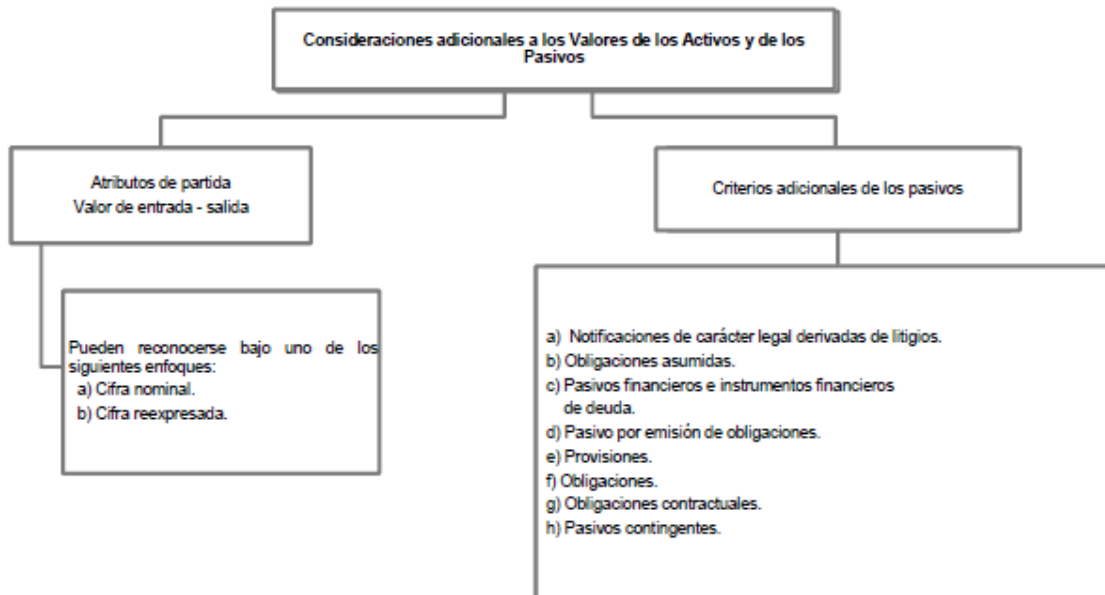 Consideraciones adicionales a los Valores de los Activos y de los
Pasivos
Atributos de partida
Valor de entrada - salida
Criterios adicionales de los pasivos
Pueden reconocerse bajo uno de los
siguientes enfoques:
a) Cifra nominal.
b) Cifra reexpresada.
a) Notificaciones de carácter legal derivadas de litigios.
b) Obligaciones asumidas.
c) Pasivos financieros e instrumentos financieros
de deuda.
d) Pasivo por emisión de obligaciones.
e) Provisiones.
f) Obligaciones.
g) Obligaciones contractuales.
h) Pasivos contingentes.